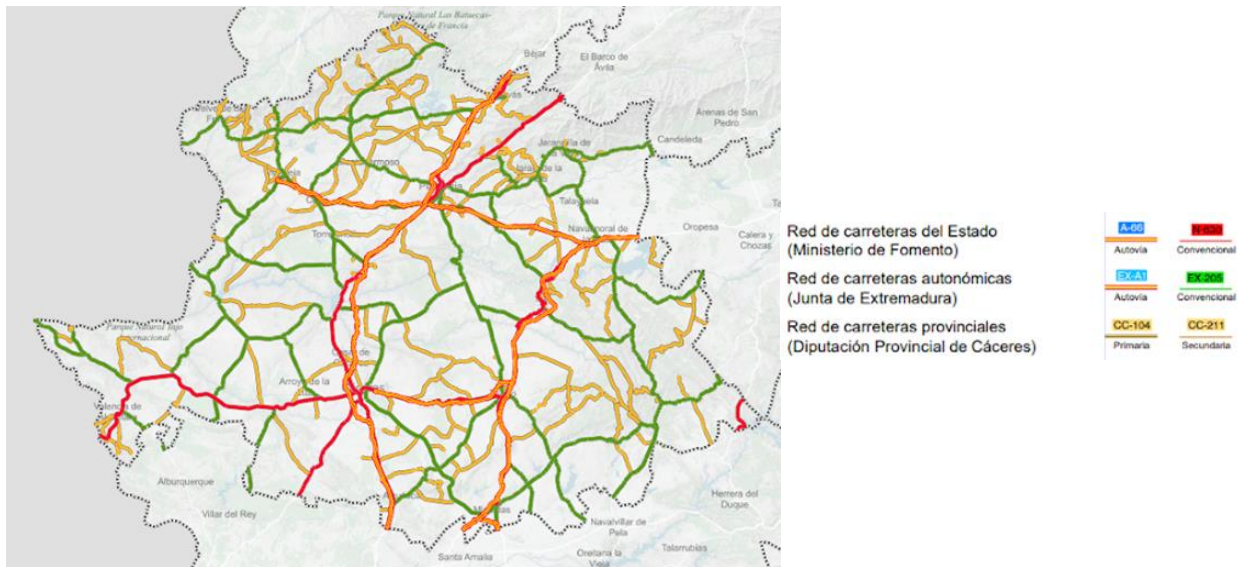 Parque Natural Las Batuecas-
de Francia
Béjar
El Barco de
Ávila
Arenas de San
Pedro
Candeleda
Jaraíz de la
Talayuela
Navalmoral de
Oropesa
Calera y
Chozas
Parque Natural Tajo
Internacional
Casar de
Arroyo de la
Valencia de
Alburquerque
Villar del Rey
Herrera del
Duque
Navalvillar de
Pela
Santa Amalia
Orellana la
Vieja
Talarrubias
Red de carreteras del Estado
(Ministerio de Fomento)
A-66
N-630
Autovía
Convencional
Red de carreteras autonómicas
(Junta de Extremadura)
EX-A1
EX-205
Autovía
Convencional
Red de carreteras provinciales
(Diputación Provincial de Cáceres)
CC-104
CC-211
Primaria
Secundaria